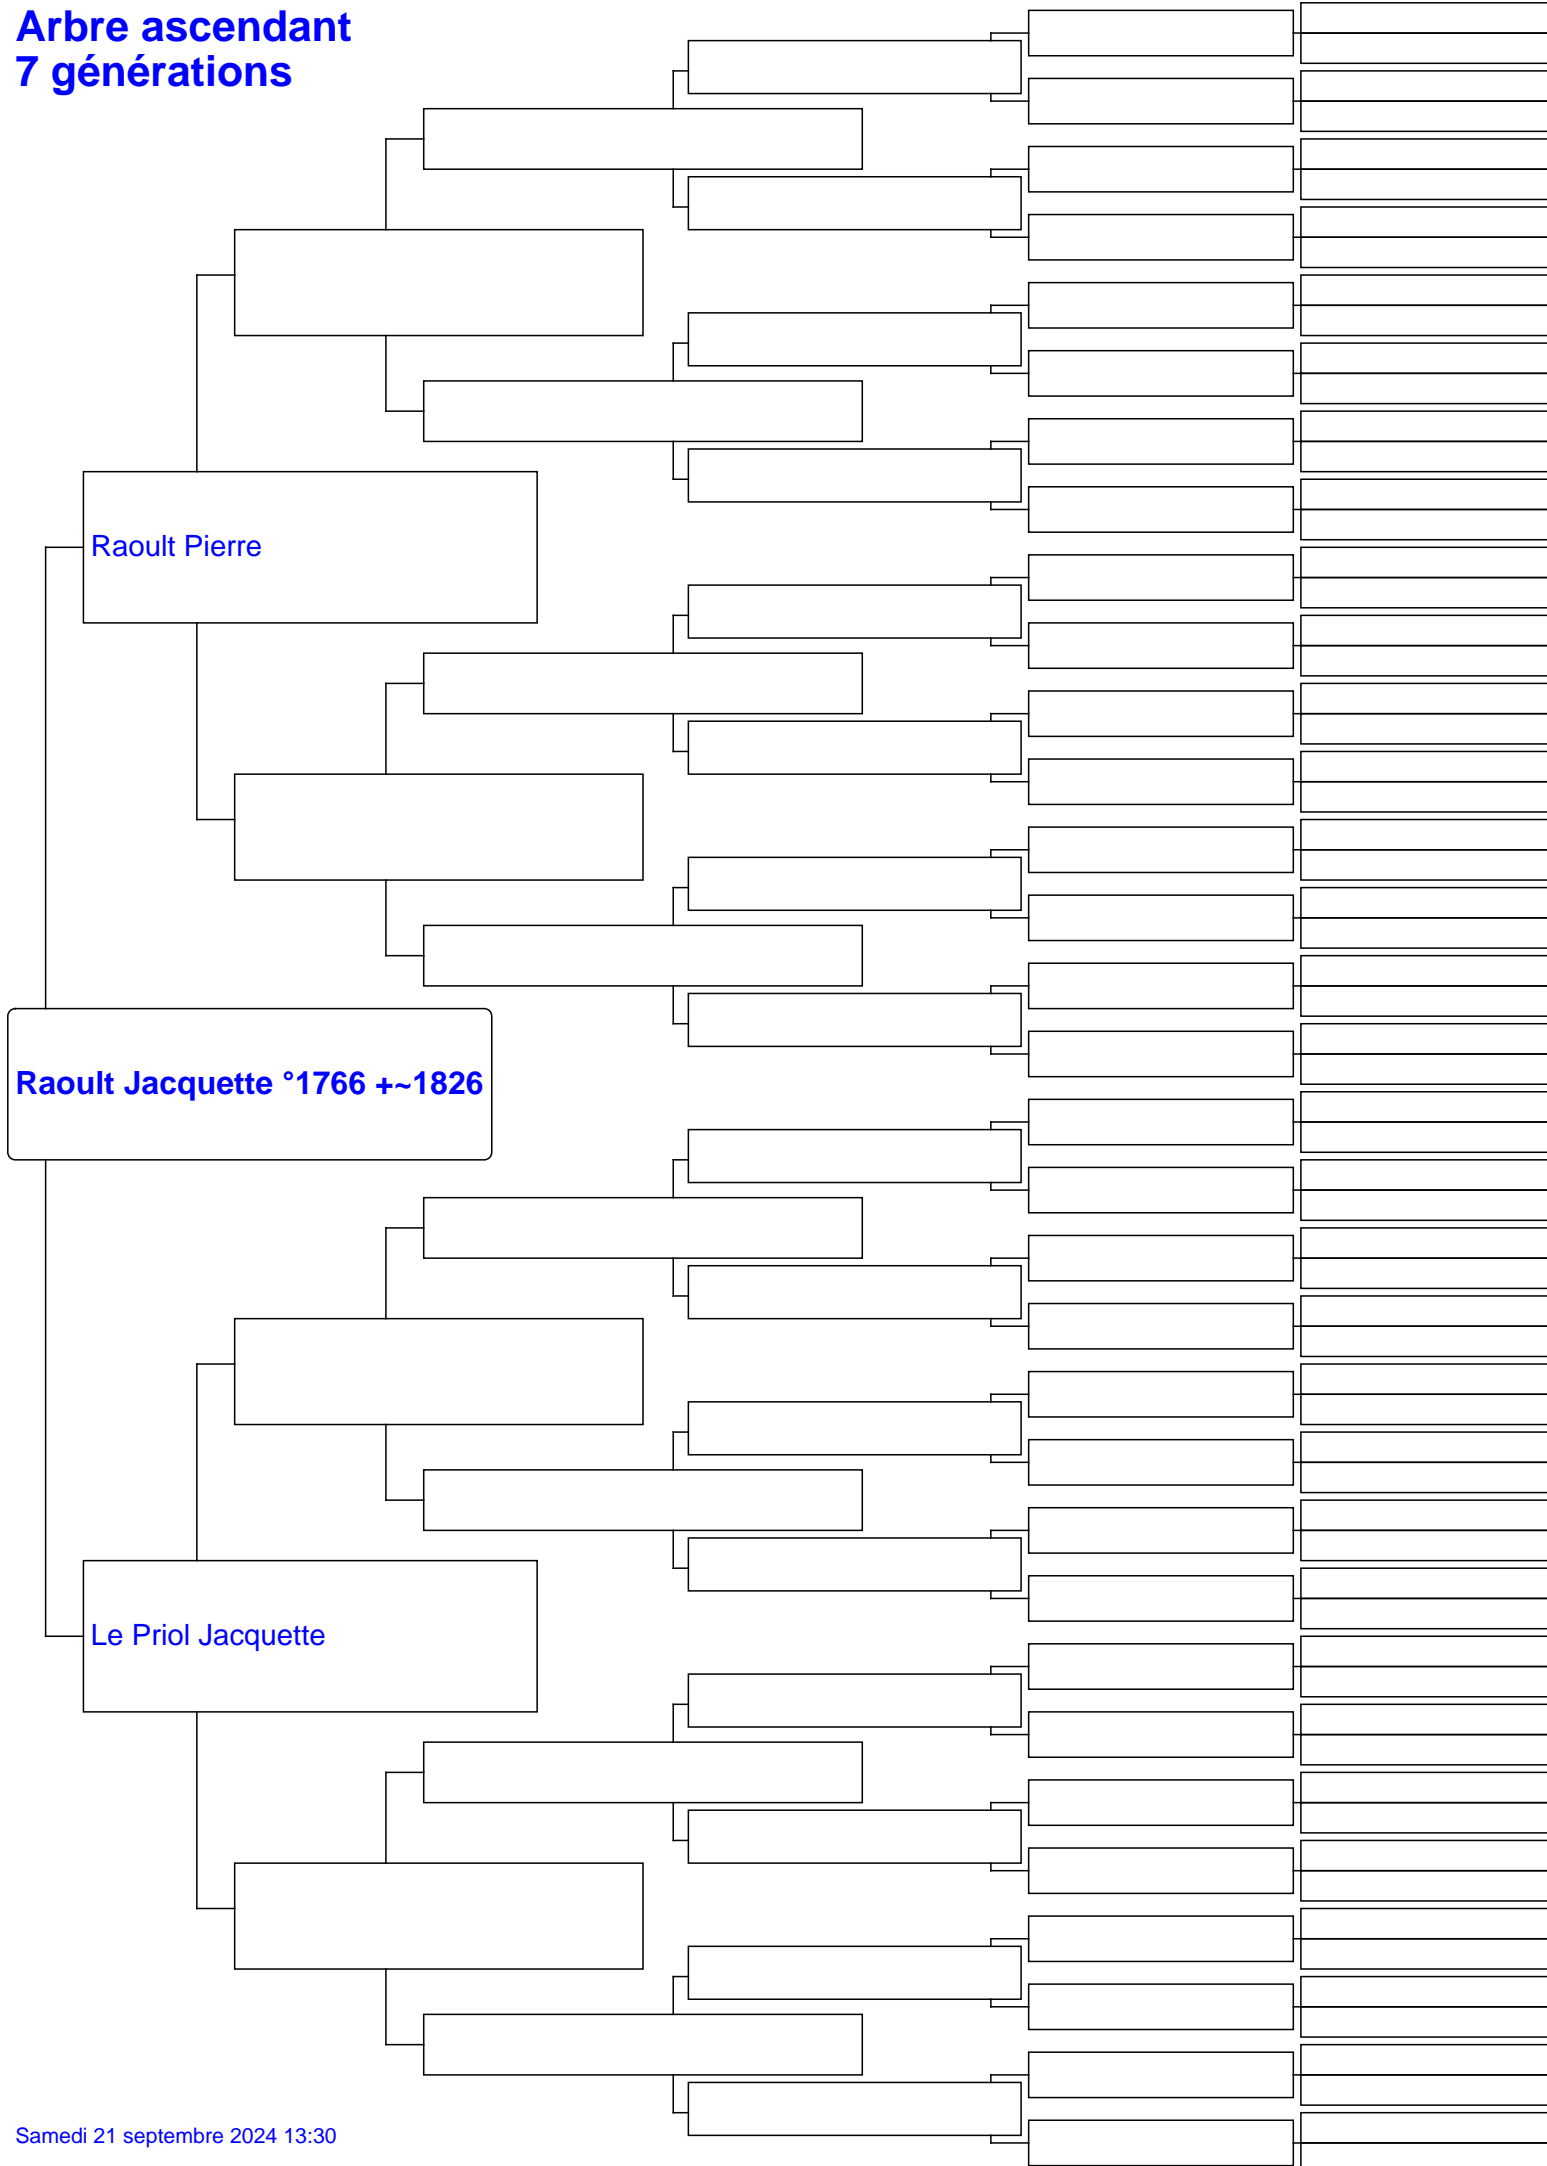 Arbre ascendant
7 générations
Raoult Pierre
Raoult Jacquette °1766 +~1826
Le Priol Jacquette
Samedi 21 septembre 2024 13:30